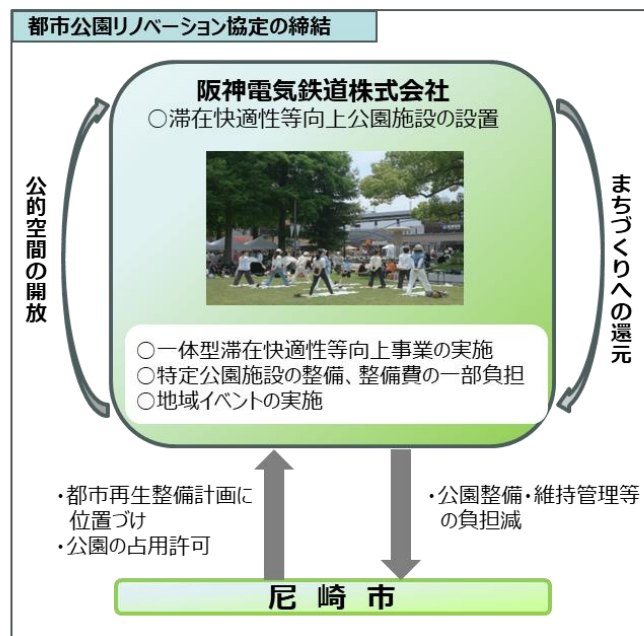 都市公園リノベーション協定の締結
阪神電気鉄道株式会社
○滞在快適性等向上公園施設の設置
公的空間の開放
まちづくりへの還元
○一体型滞在快適性等向上事業の実施
○特定公園施設の整備、整備費の一部負担
○地域イベントの実施
・都市再生整備計画に
位置づけ
・公園の占用許可
・公園整備・維持管理等
の負担減
尼崎市